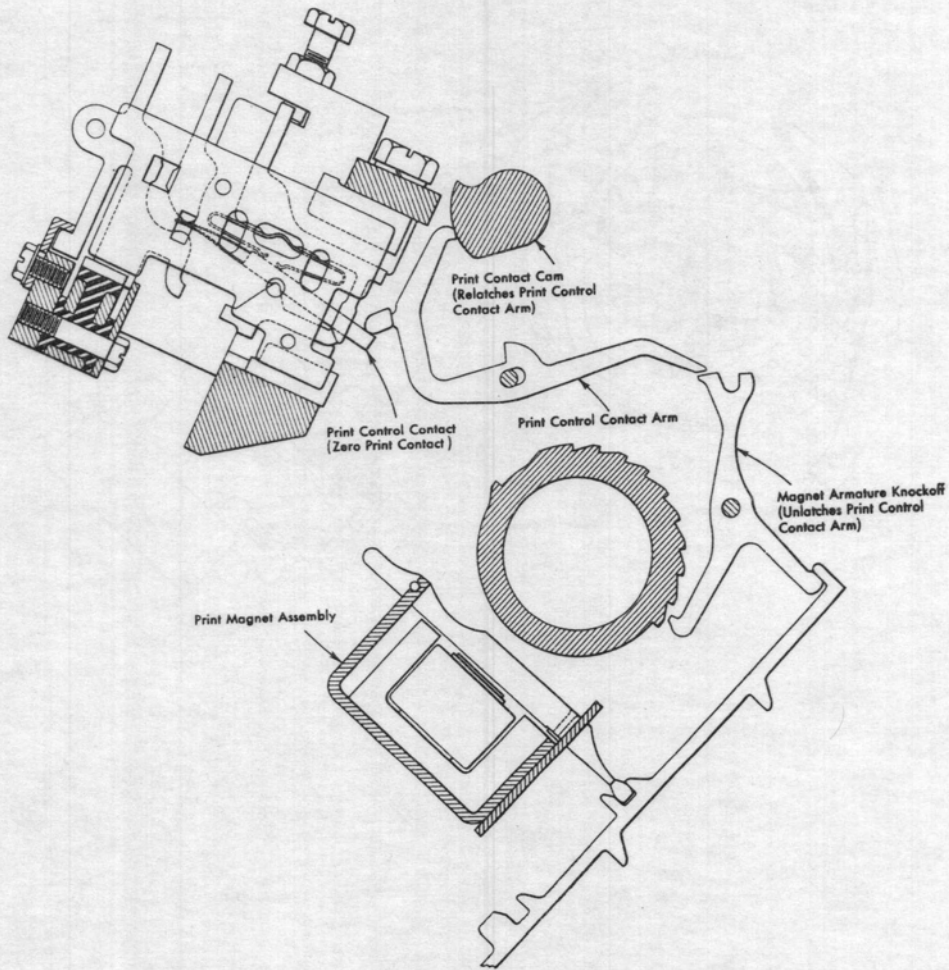 Print Contact Cam
(Relatches Print Control
Contact Arm)
Print Control Contact
(Zero Print Contact)
Print Control Contact Arm
Magnet Armature Knockoff
(Unlatches Print Control
Contact Arm)
Print Magnet Assembly